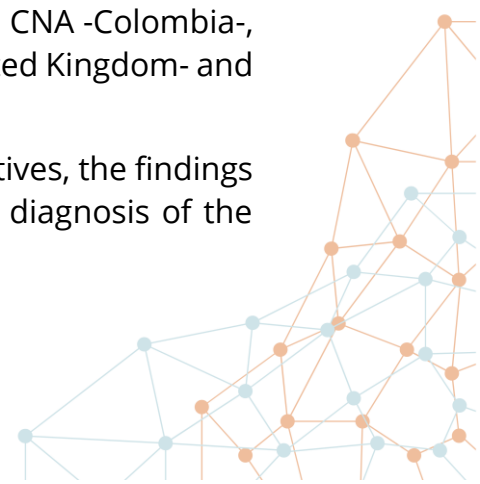 CNA -Colombia-,
ed Kingdom- and
tives, the findings
diagnosis of the